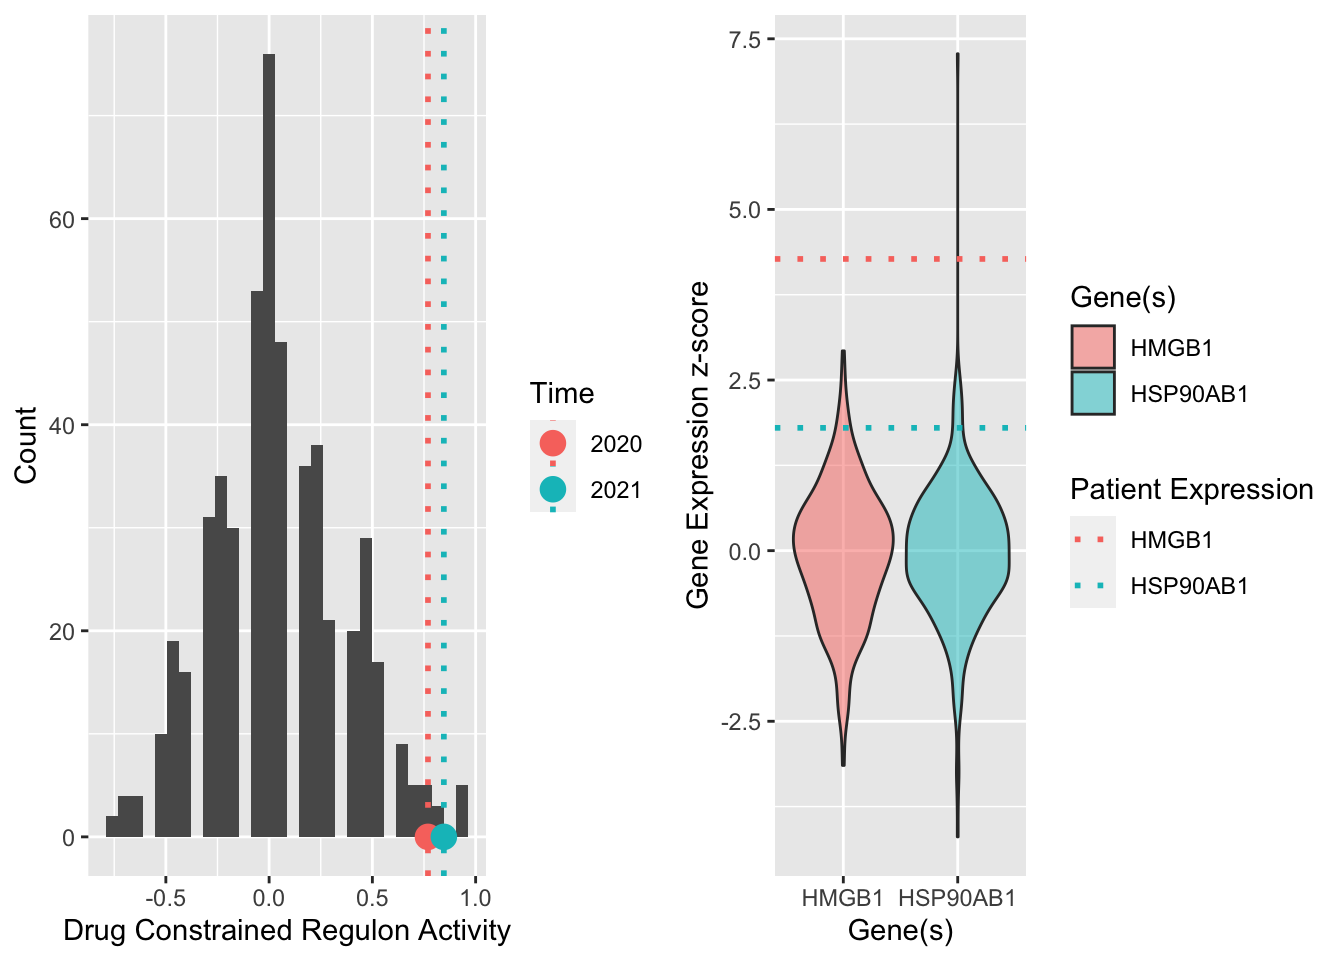 Count
60
40
20
0
-0.5
0.0
0.5
1.0
Drug Constrained Regulon Activity
Time
2020
2021
Gene Expression z-score
7.5
5.0
2.5
0.0
-2.5
HMGB1
HSP90AB1
Gene(s)
Gene(s)
HMGB1
HSP90AB1
Patient Expression
HMGB1
HSP90AB1